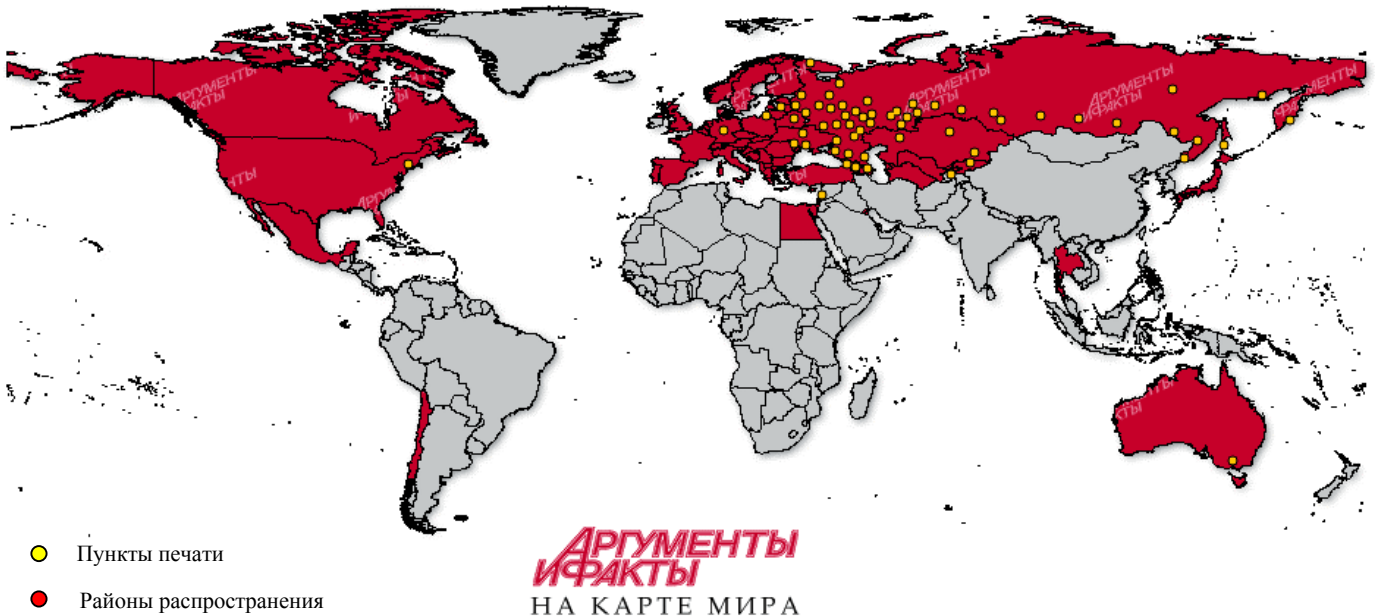 Пункты печати
Районы распространения
АРГУМЕНТЫ
И ФАКТЫ
НА КАРТЕ МИРА